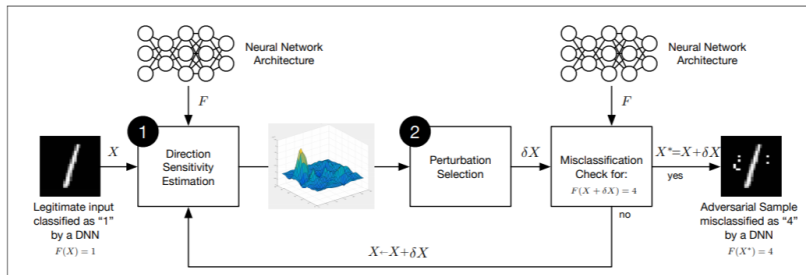 Neural Network
Architecture
Neural Network
Architecture
F
F
1
2
X
Direction
Sensitivity
Estimation
Perturbation
Selection
δX
Misclassification
Check for:
F(X + δX) = 4
X*=X+δX
yes
no
Legitimate input
classified as “1”
by a DNN
F(X) = 1
Adversarial Sample
misclassified as “4”
by a DNN
F(X*) = 4
X←X+δX